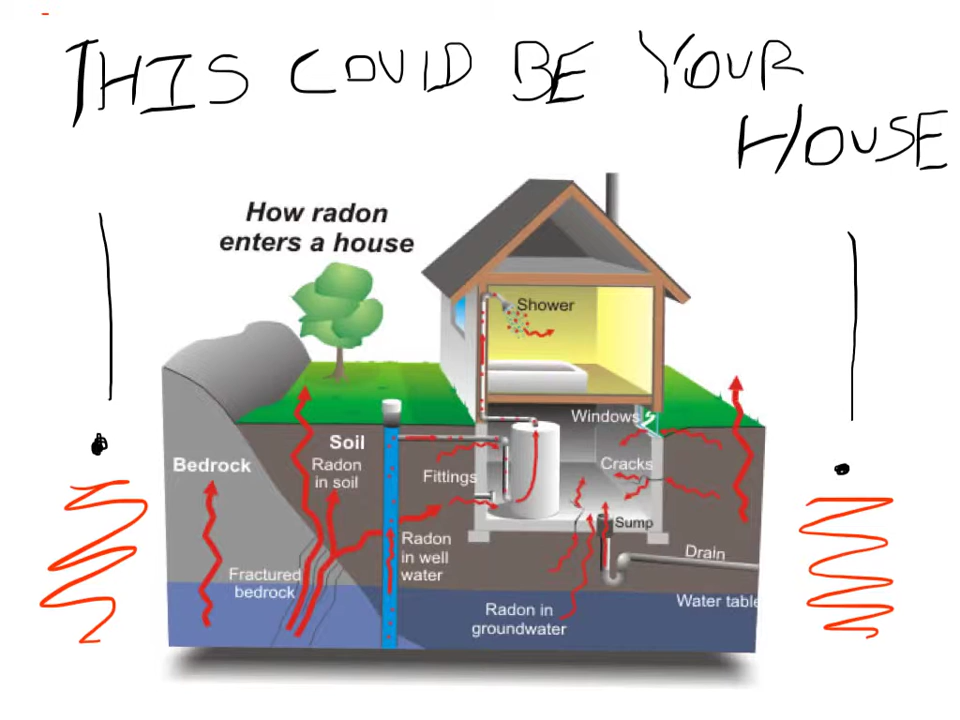 THIS COULD BE YOUR
HOUSE
How radon
enters a house
Shower
Windows
Soil
Bedrock
Radon
in soil
Fittings
Cracks
Sump
Radon
in well
water
Drain
Fractured
bedrock
Water table
Radon in
groundwater